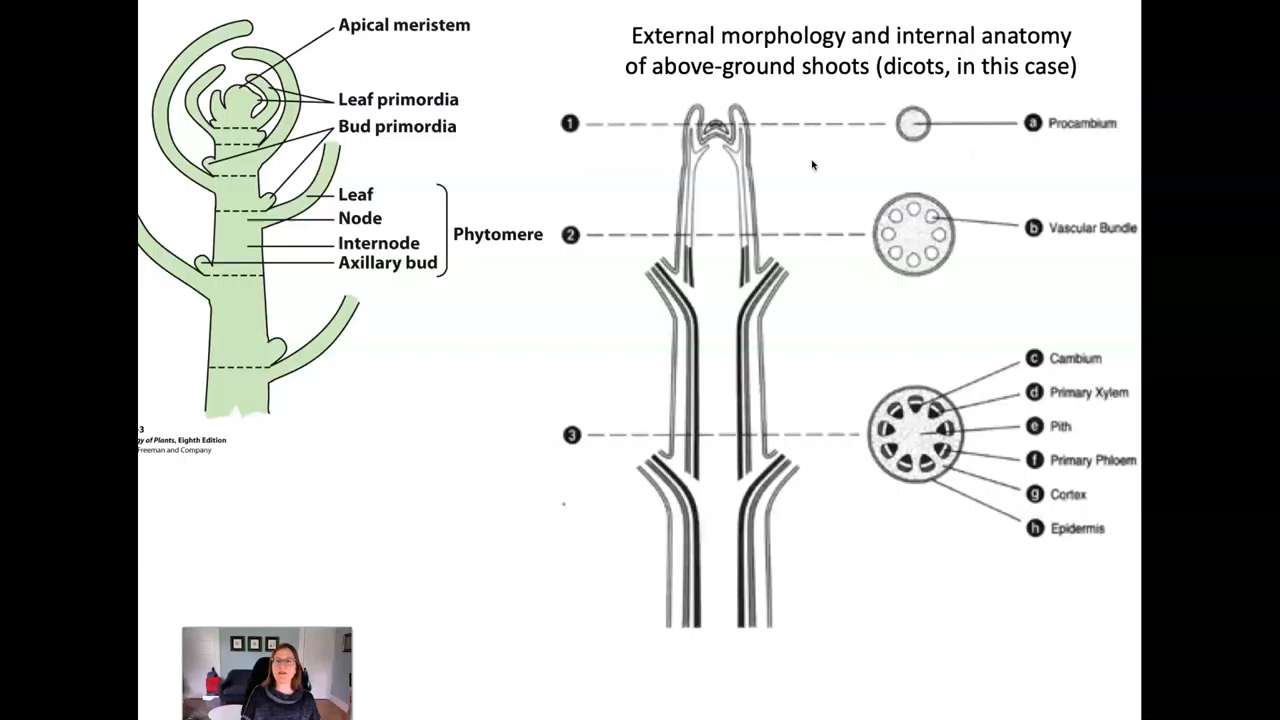 External morphology and internal anatomy
of above-ground shoots (dicots, in this case)
Apical meristem
Leaf primordia
Bud primordia
Leaf
Node
Internode
Axillary bud
Phytomere
-3
gy of Plants, Eighth Edition
Freeman and Company
1
a Procambium
2
b Vascular Bundle
3
c Cambium
d Primary Xylem
e Pith
f Primary Phloem
g Cortex
h Epidermis